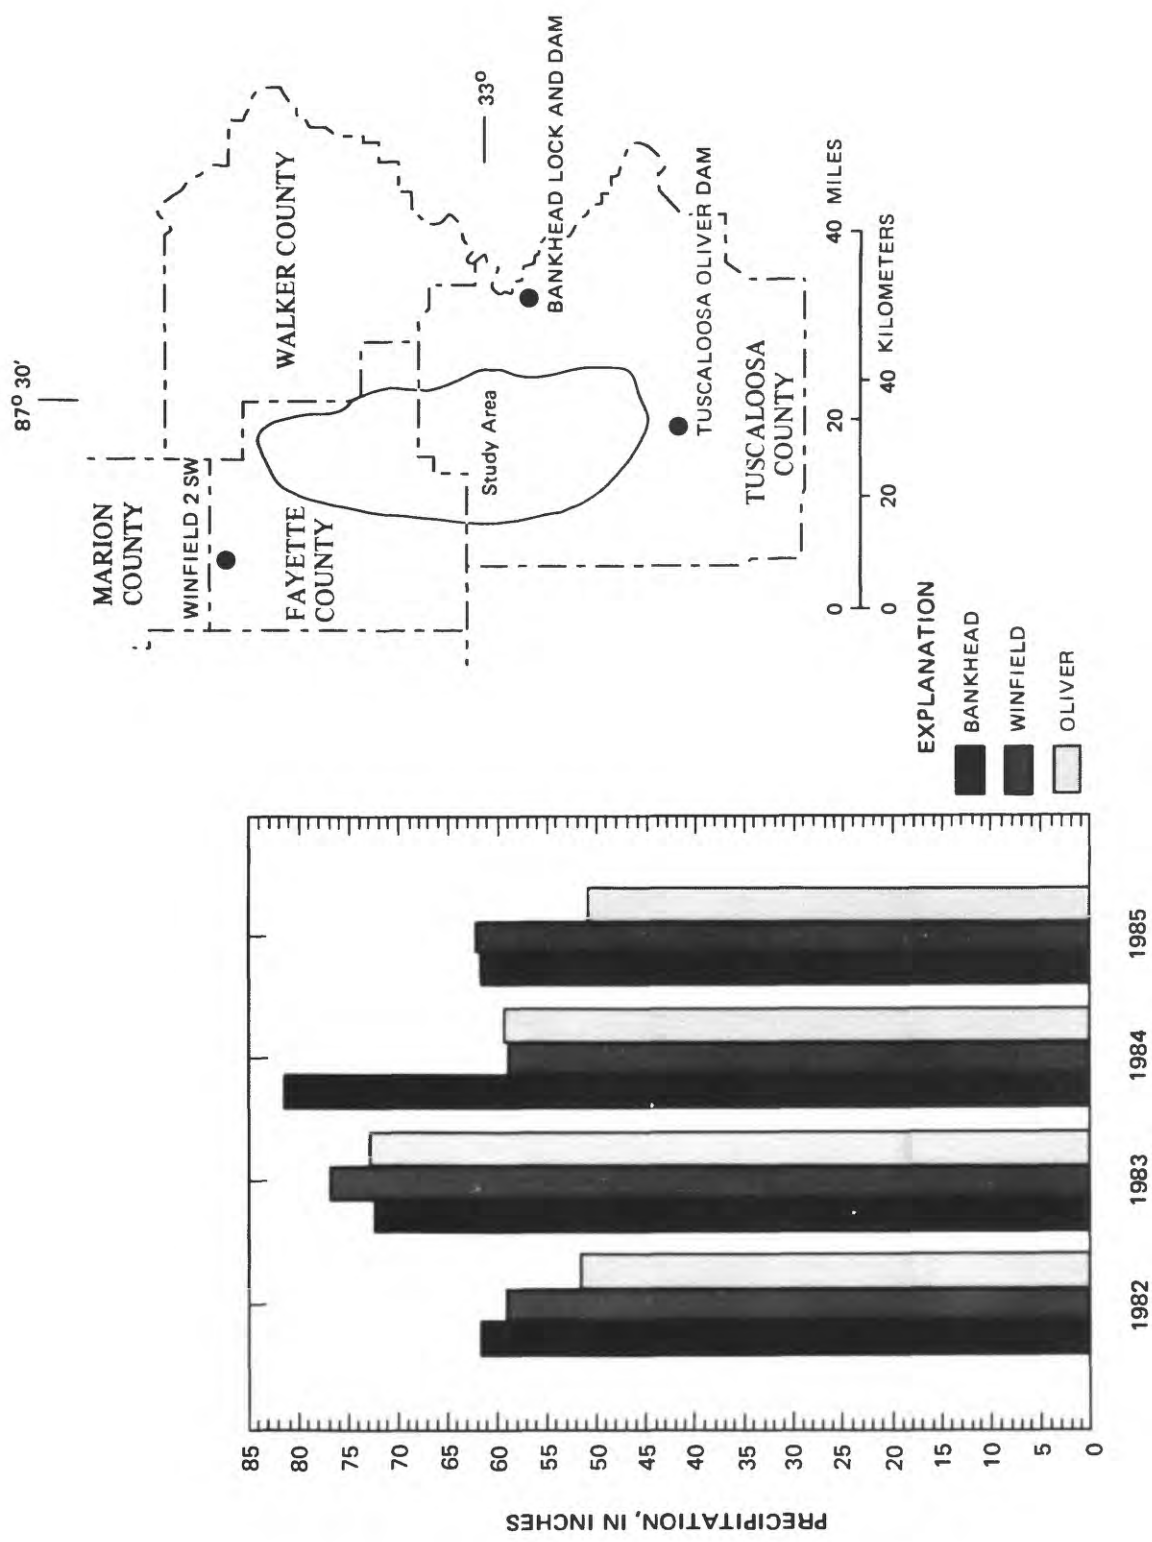 85
80
75
70
65
60
55
50
45
40
35
30
25
20
15
10
5
0
PRECIPITATION, IN INCHES
1982
1983
1984
1985
EXPLANATION
BANKHEAD
WINFIELD
OLIVER
87° 30'
33°
MARION
COUNTY
WINFIELD 2 SW
FAYETTE
COUNTY
WALKER COUNTY
Study Area
BANKHEAD LOCK AND DAM
TUSCALOOSA OLIVER DAM
TUSCALOOSA
COUNTY
0 20 40 MILES
0 20 40 KILOMETERS